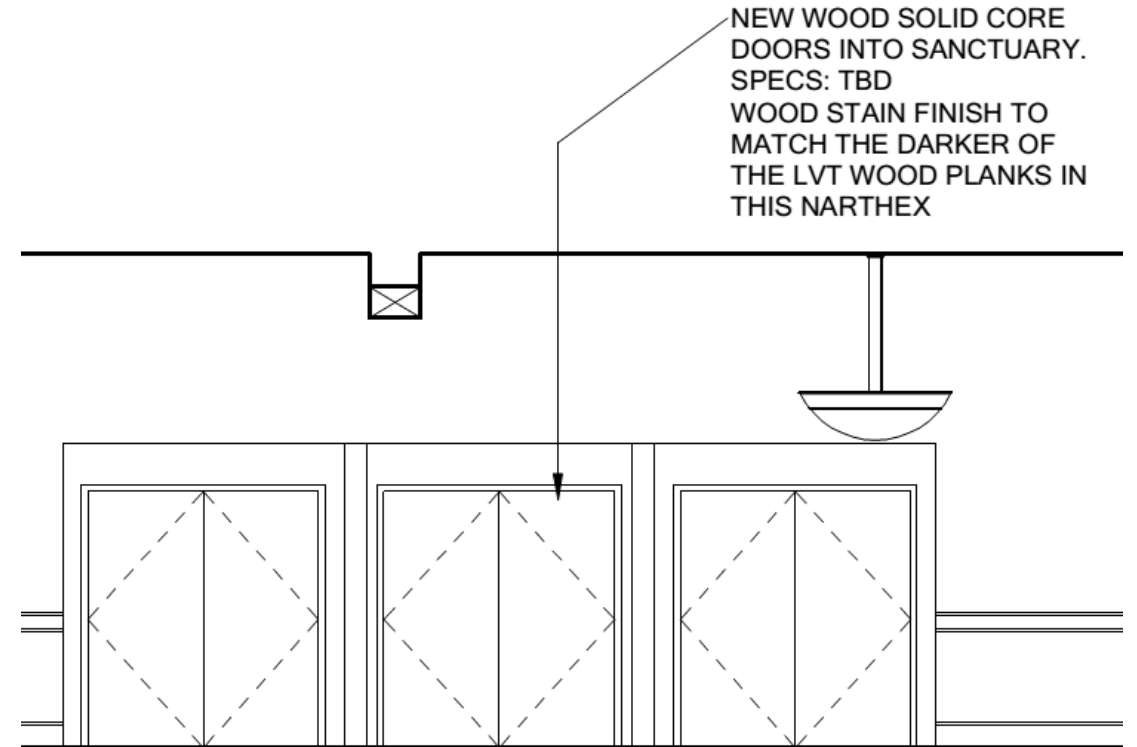 NEW WOOD SOLID CORE
DOORS INTO SANCTUARY.
SPECS: TBD
WOOD STAIN FINISH TO
MATCH THE DARKER OF
THE LVT WOOD PLANKS IN
THIS NARTHEX